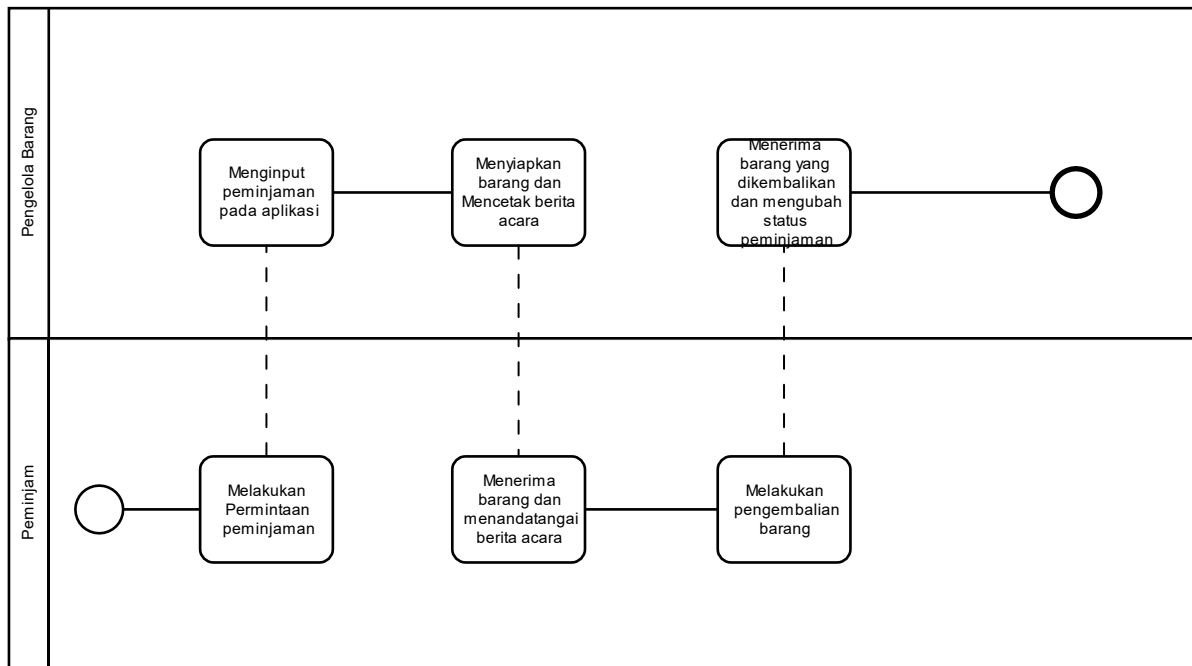 Pengelola Barang
Menginput
peminjaman
pada aplikasi
Menyiapkan
barang dan
Mencetak berita
acara
Menerima
barang yang
dikembalikan
dan mengubah
status
peminjaman
Peminjam
Melakukan
Permintaan
peminjaman
Menerima
barang dan
menandatangai
berita acara
Melakukan
pengembalian
barang